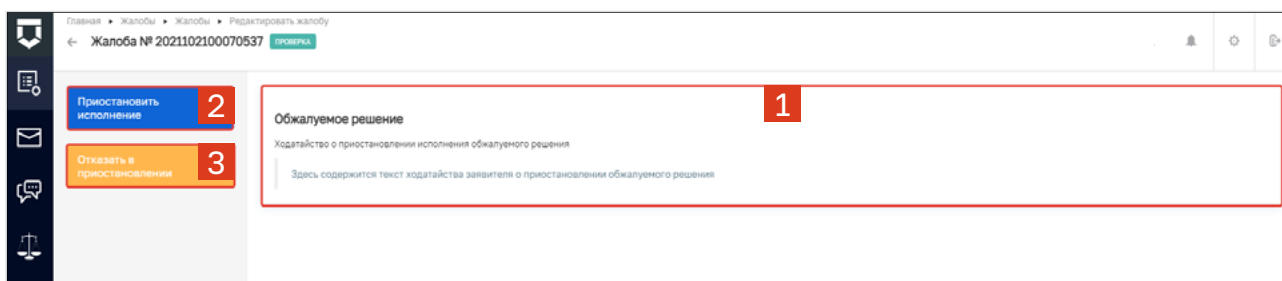 Главная ▸ Жалобы ▸ Жалобы ▸ Редактировать жалобу
← Жалоба № 2021102100070537 ПРОВЕРКА
Приостановить
исполнение
2
Отказать в
приостановлении
3
1
Обжалуемое решение
Ходатайство о приостановлении исполнения обжалуемого решения
Здесь содержится текст ходатайства заявителя о приостановлении обжалуемого решения